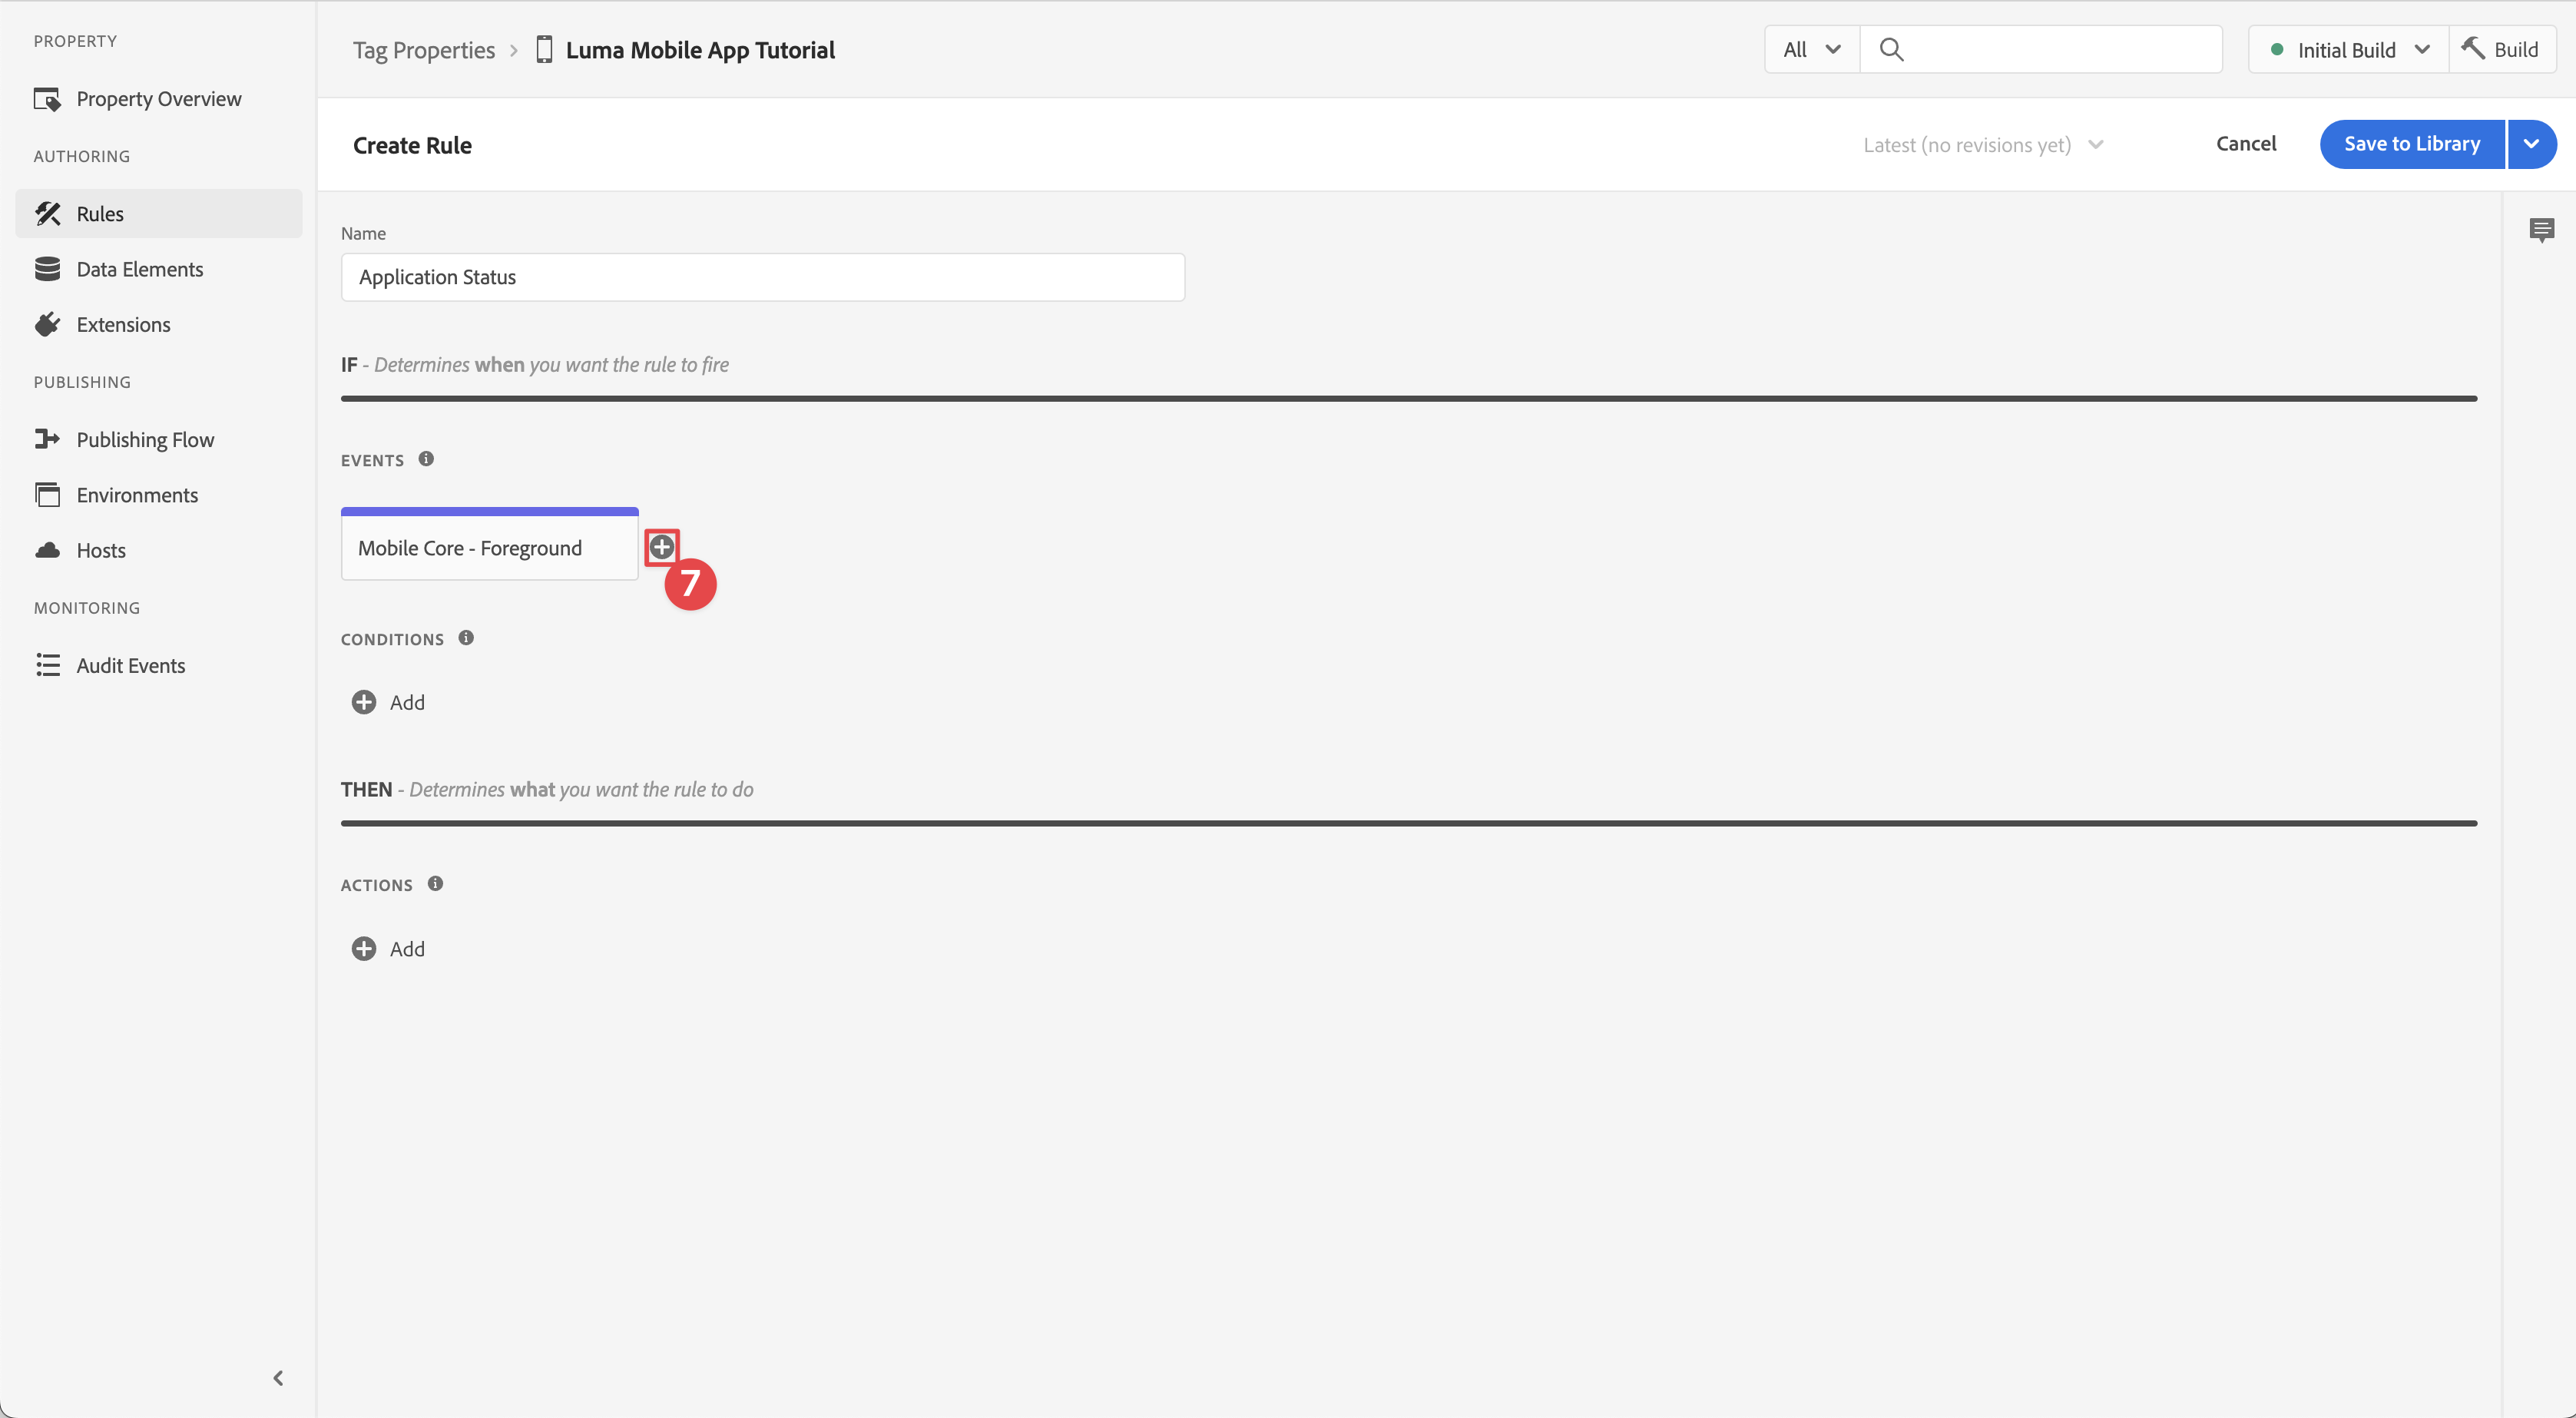 PROPERTY
Property Overview
AUTHORING
Rules
Data Elements
Extensions
PUBLISHING
Publishing Flow
Environments
Hosts
MONITORING
Audit Events
Tag Properties > Luma Mobile App Tutorial
All
Initial Build
Build
Create Rule
Latest (no revisions yet)
Cancel
Save to Library
Name
Application Status
IF - Determines when you want the rule to fire
EVENTS
Mobile Core - Foreground
7
CONDITIONS
Add
THEN - Determines what you want the rule to do
ACTIONS
Add